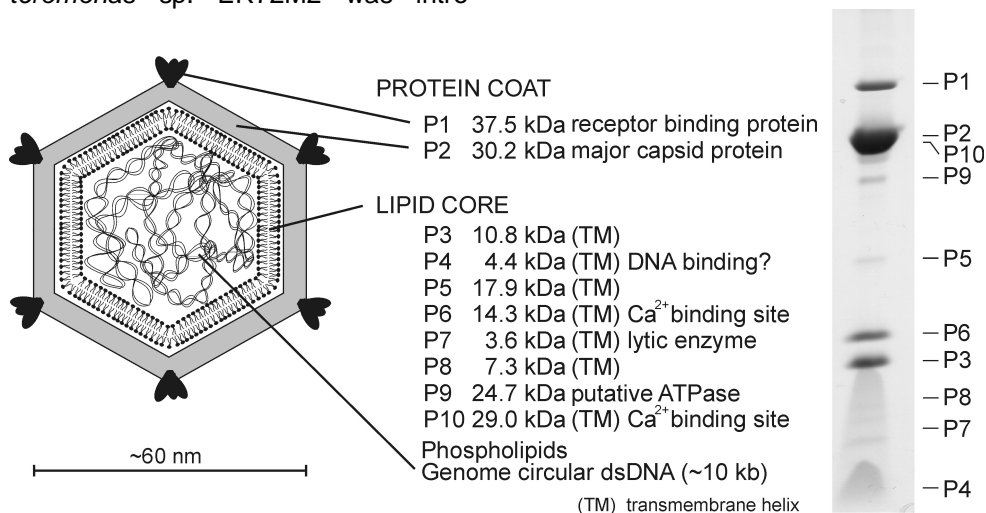 sp. ER72M2 was intro
PROTEIN COAT
P1 37.5 kDa receptor binding protein
P2 30.2 kDa major capsid protein
LIPID CORE
P3 10.8 kDa (TM)
P4 4.4 kDa (TM) DNA binding?
P5 17.9 kDa (TM)
P6 14.3 kDa (TM) Ca²⁺binding site
P7 3.6 kDa (TM) lytic enzyme
P8 7.3 kDa (TM)
P9 24.7 kDa putative ATPase
P10 29.0 kDa (TM) Ca²⁺binding site
Phospholipids
Genome circular dsDNA (~10 kb)
(TM) transmembrane helix
~60 nm
P1
P2
P10
P9
P5
P6
P3
P8
P7
P4